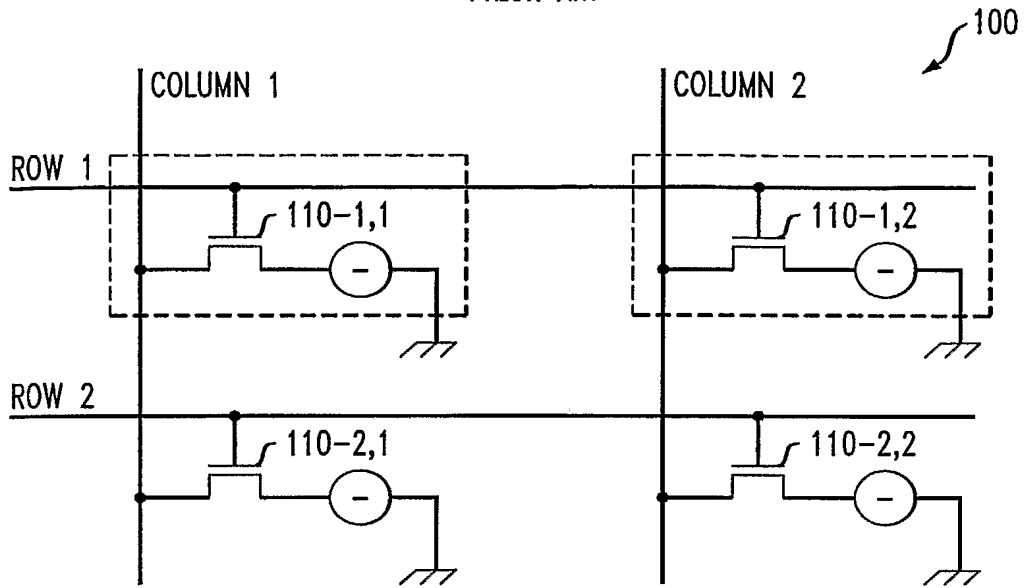 100
COLUMN 1 COLUMN 2
ROW 1
110-1,1 110-1,2
- -
ROW 2
110-2,1 110-2,2
- -